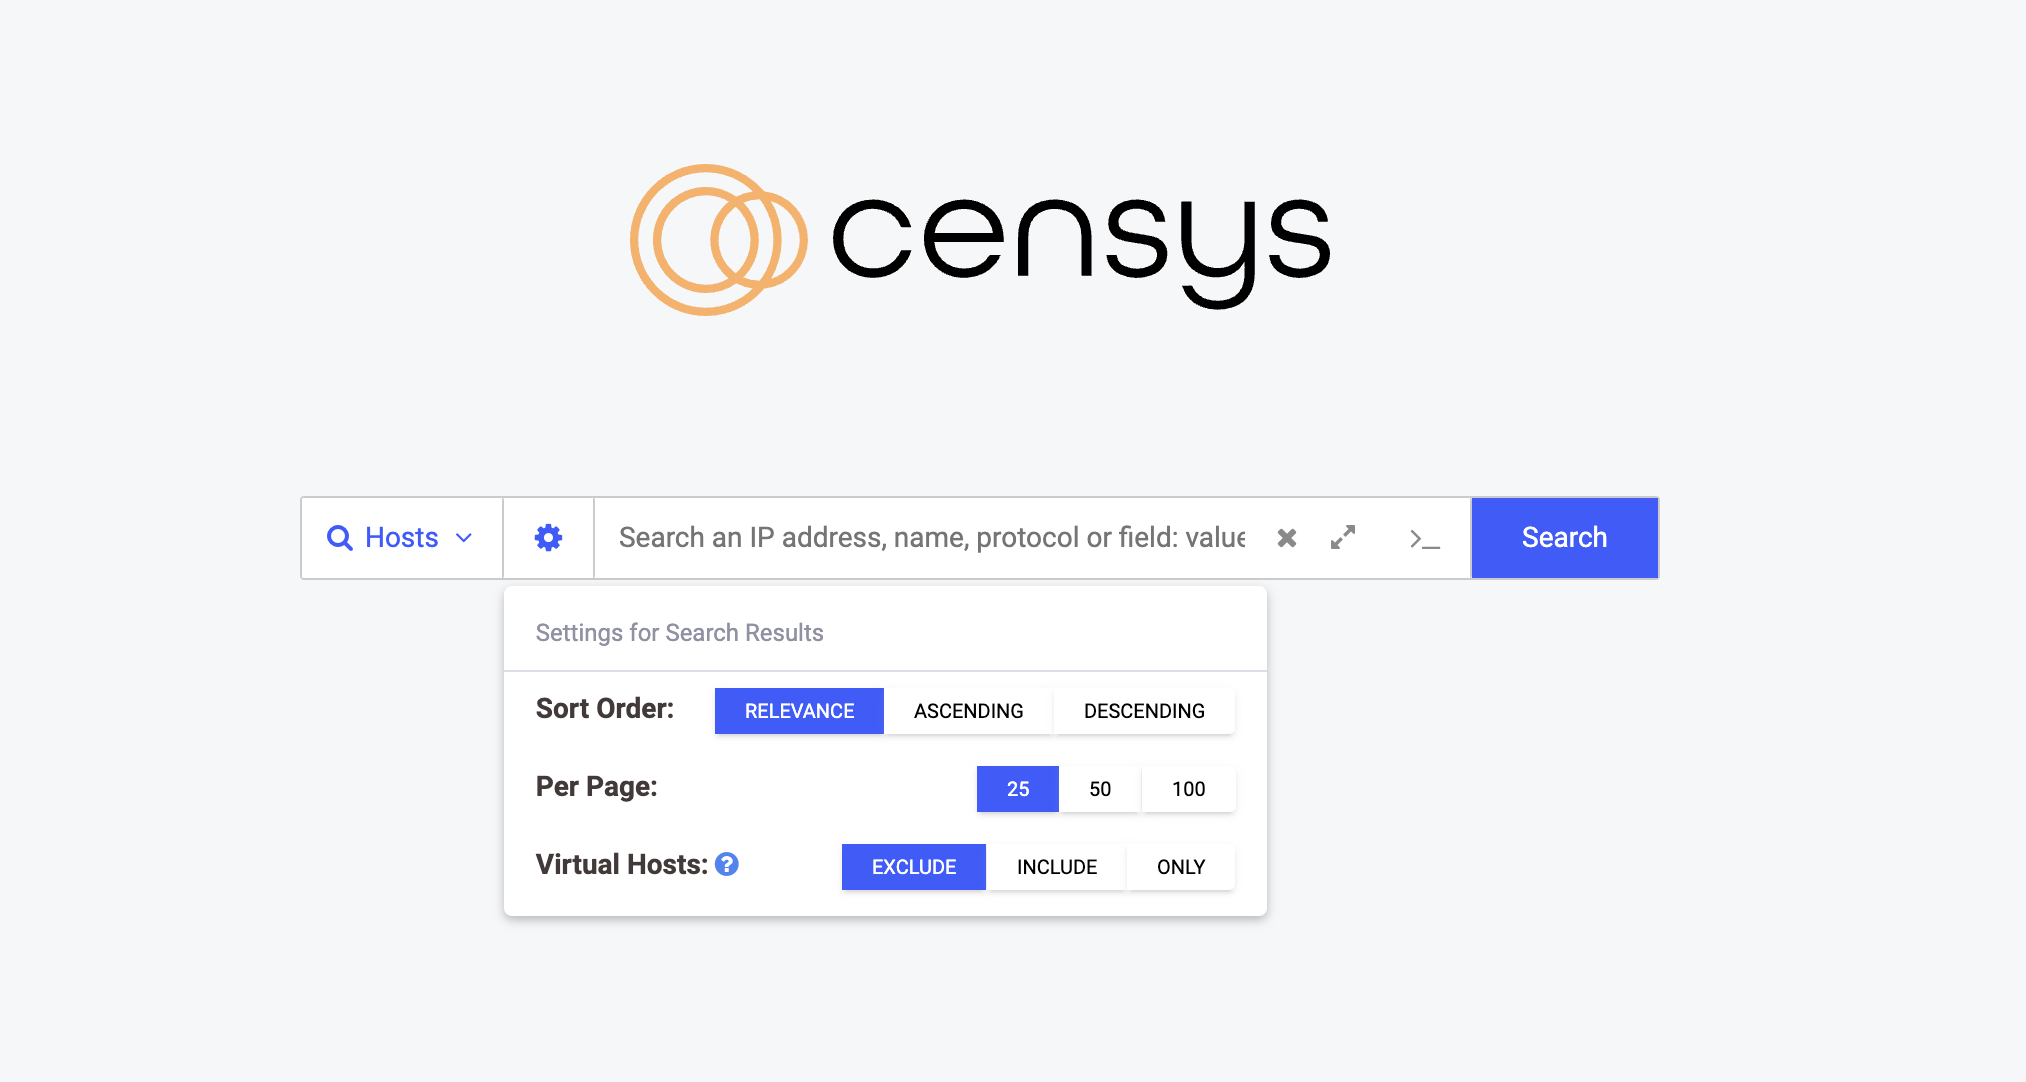 censys
Hosts
Search an IP address, name, protocol or field: value
>_
Search
Settings for Search Results
Sort Order: RELEVANCE ASCENDING DESCENDING
Per Page: 25 50 100
Virtual Hosts: ? EXCLUDE INCLUDE ONLY